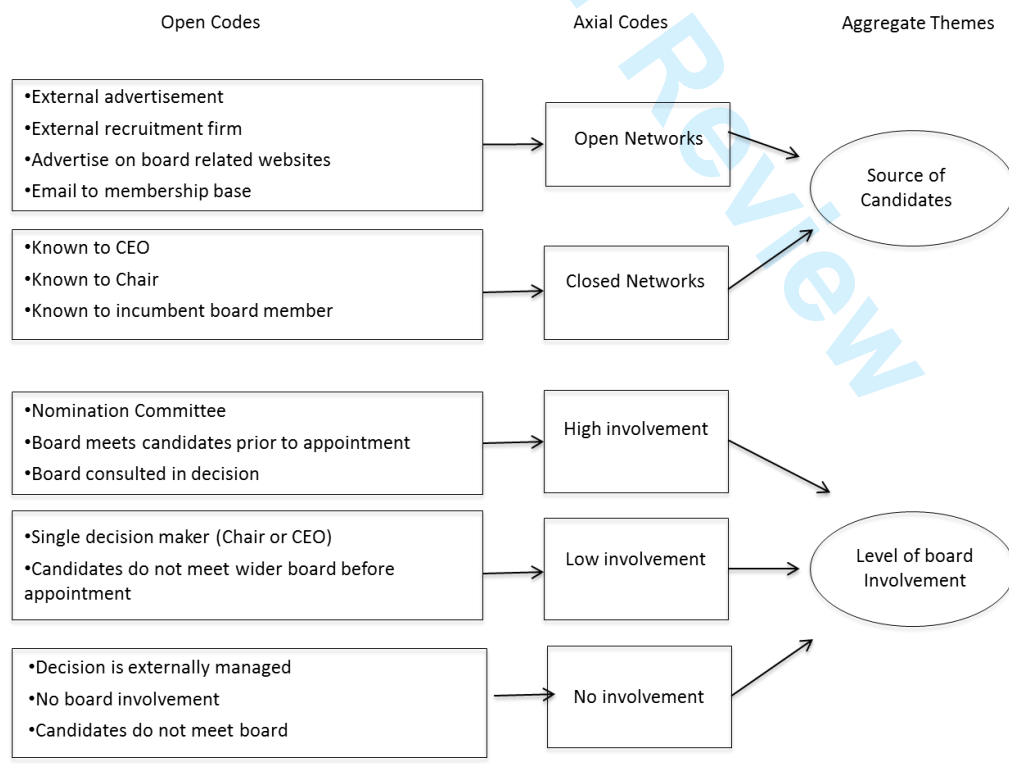 Open Codes
Axial Codes
Aggregate Themes
•External advertisement
•External recruitment firm
•Advertise on board related websites
•Email to membership base
Open Networks
Source of
Candidates
•Known to CEO
•Known to Chair
•Known to incumbent board member
Closed Networks
•Nomination Committee
•Board meets candidates prior to appointment
•Board consulted in decision
High involvement
•Single decision maker (Chair or CEO)
•Candidates do not meet wider board before
appointment
Low involvement
Level of board
Involvement
•Decision is externally managed
•No board involvement
•Candidates do not meet board
No involvement
Review